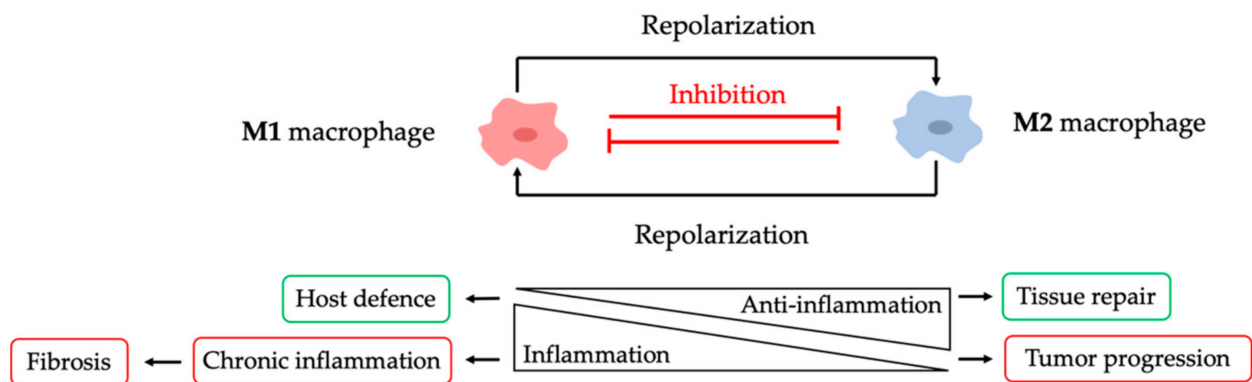 Repolarization
Inhibition
M1 macrophage
M2 macrophage
Repolarization
Host defence
Anti-inflammation
Tissue repair
Fibrosis
Chronic inflammation
Inflammation
Tumor progression